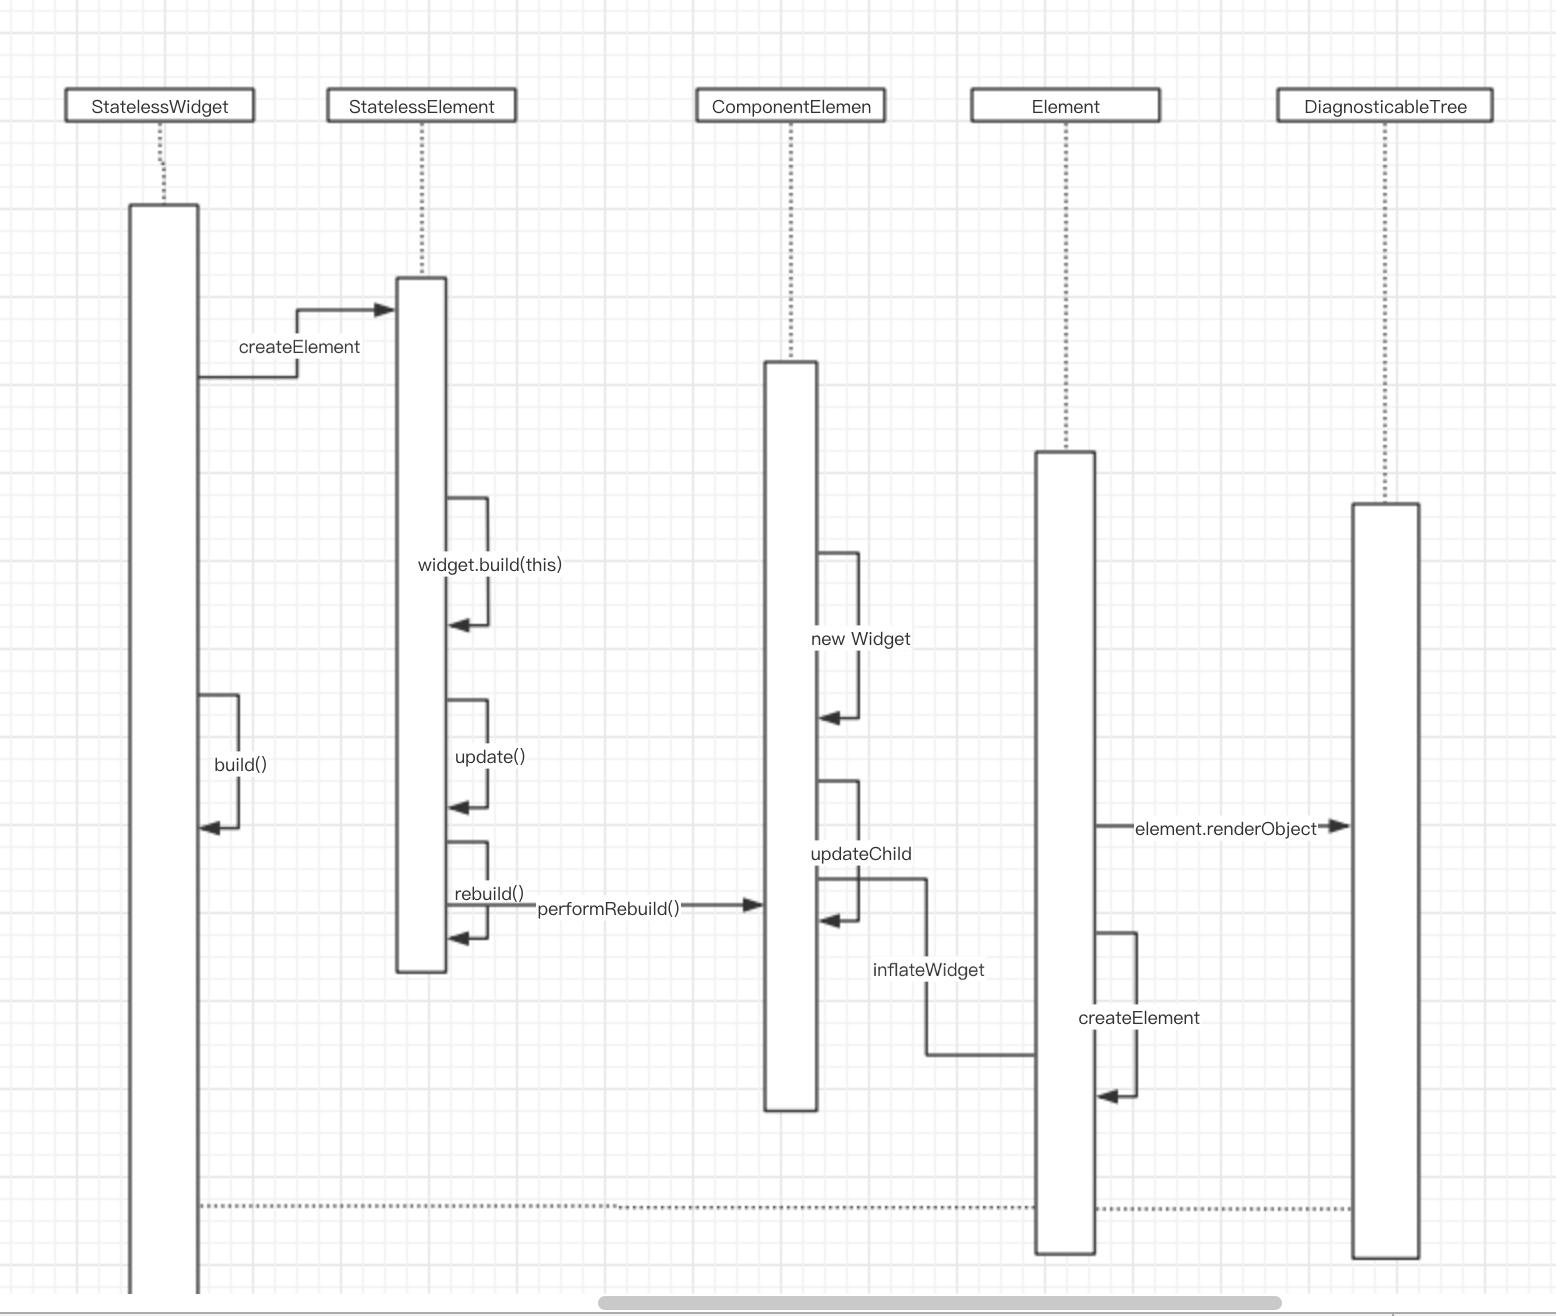 StatelessWidget
StatelessElement
ComponentElemen
Element
DiagnosticableTree
createElement
widget.build(this)
new Widget
build()
update()
element.renderObject
updateChild
rebuild()
performRebuild()
inflateWidget
createElement